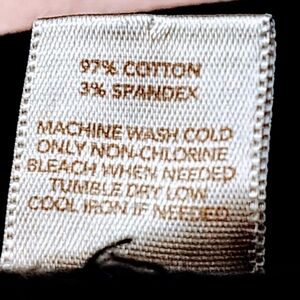 97% COTTON
3% SPANDEX
MACHINE WASH COLD
ONLY NON-CHLORINE
BLEACH WHEN NEEDED
TUMBLE DRY LOW
COOL IRON IF NEEDED